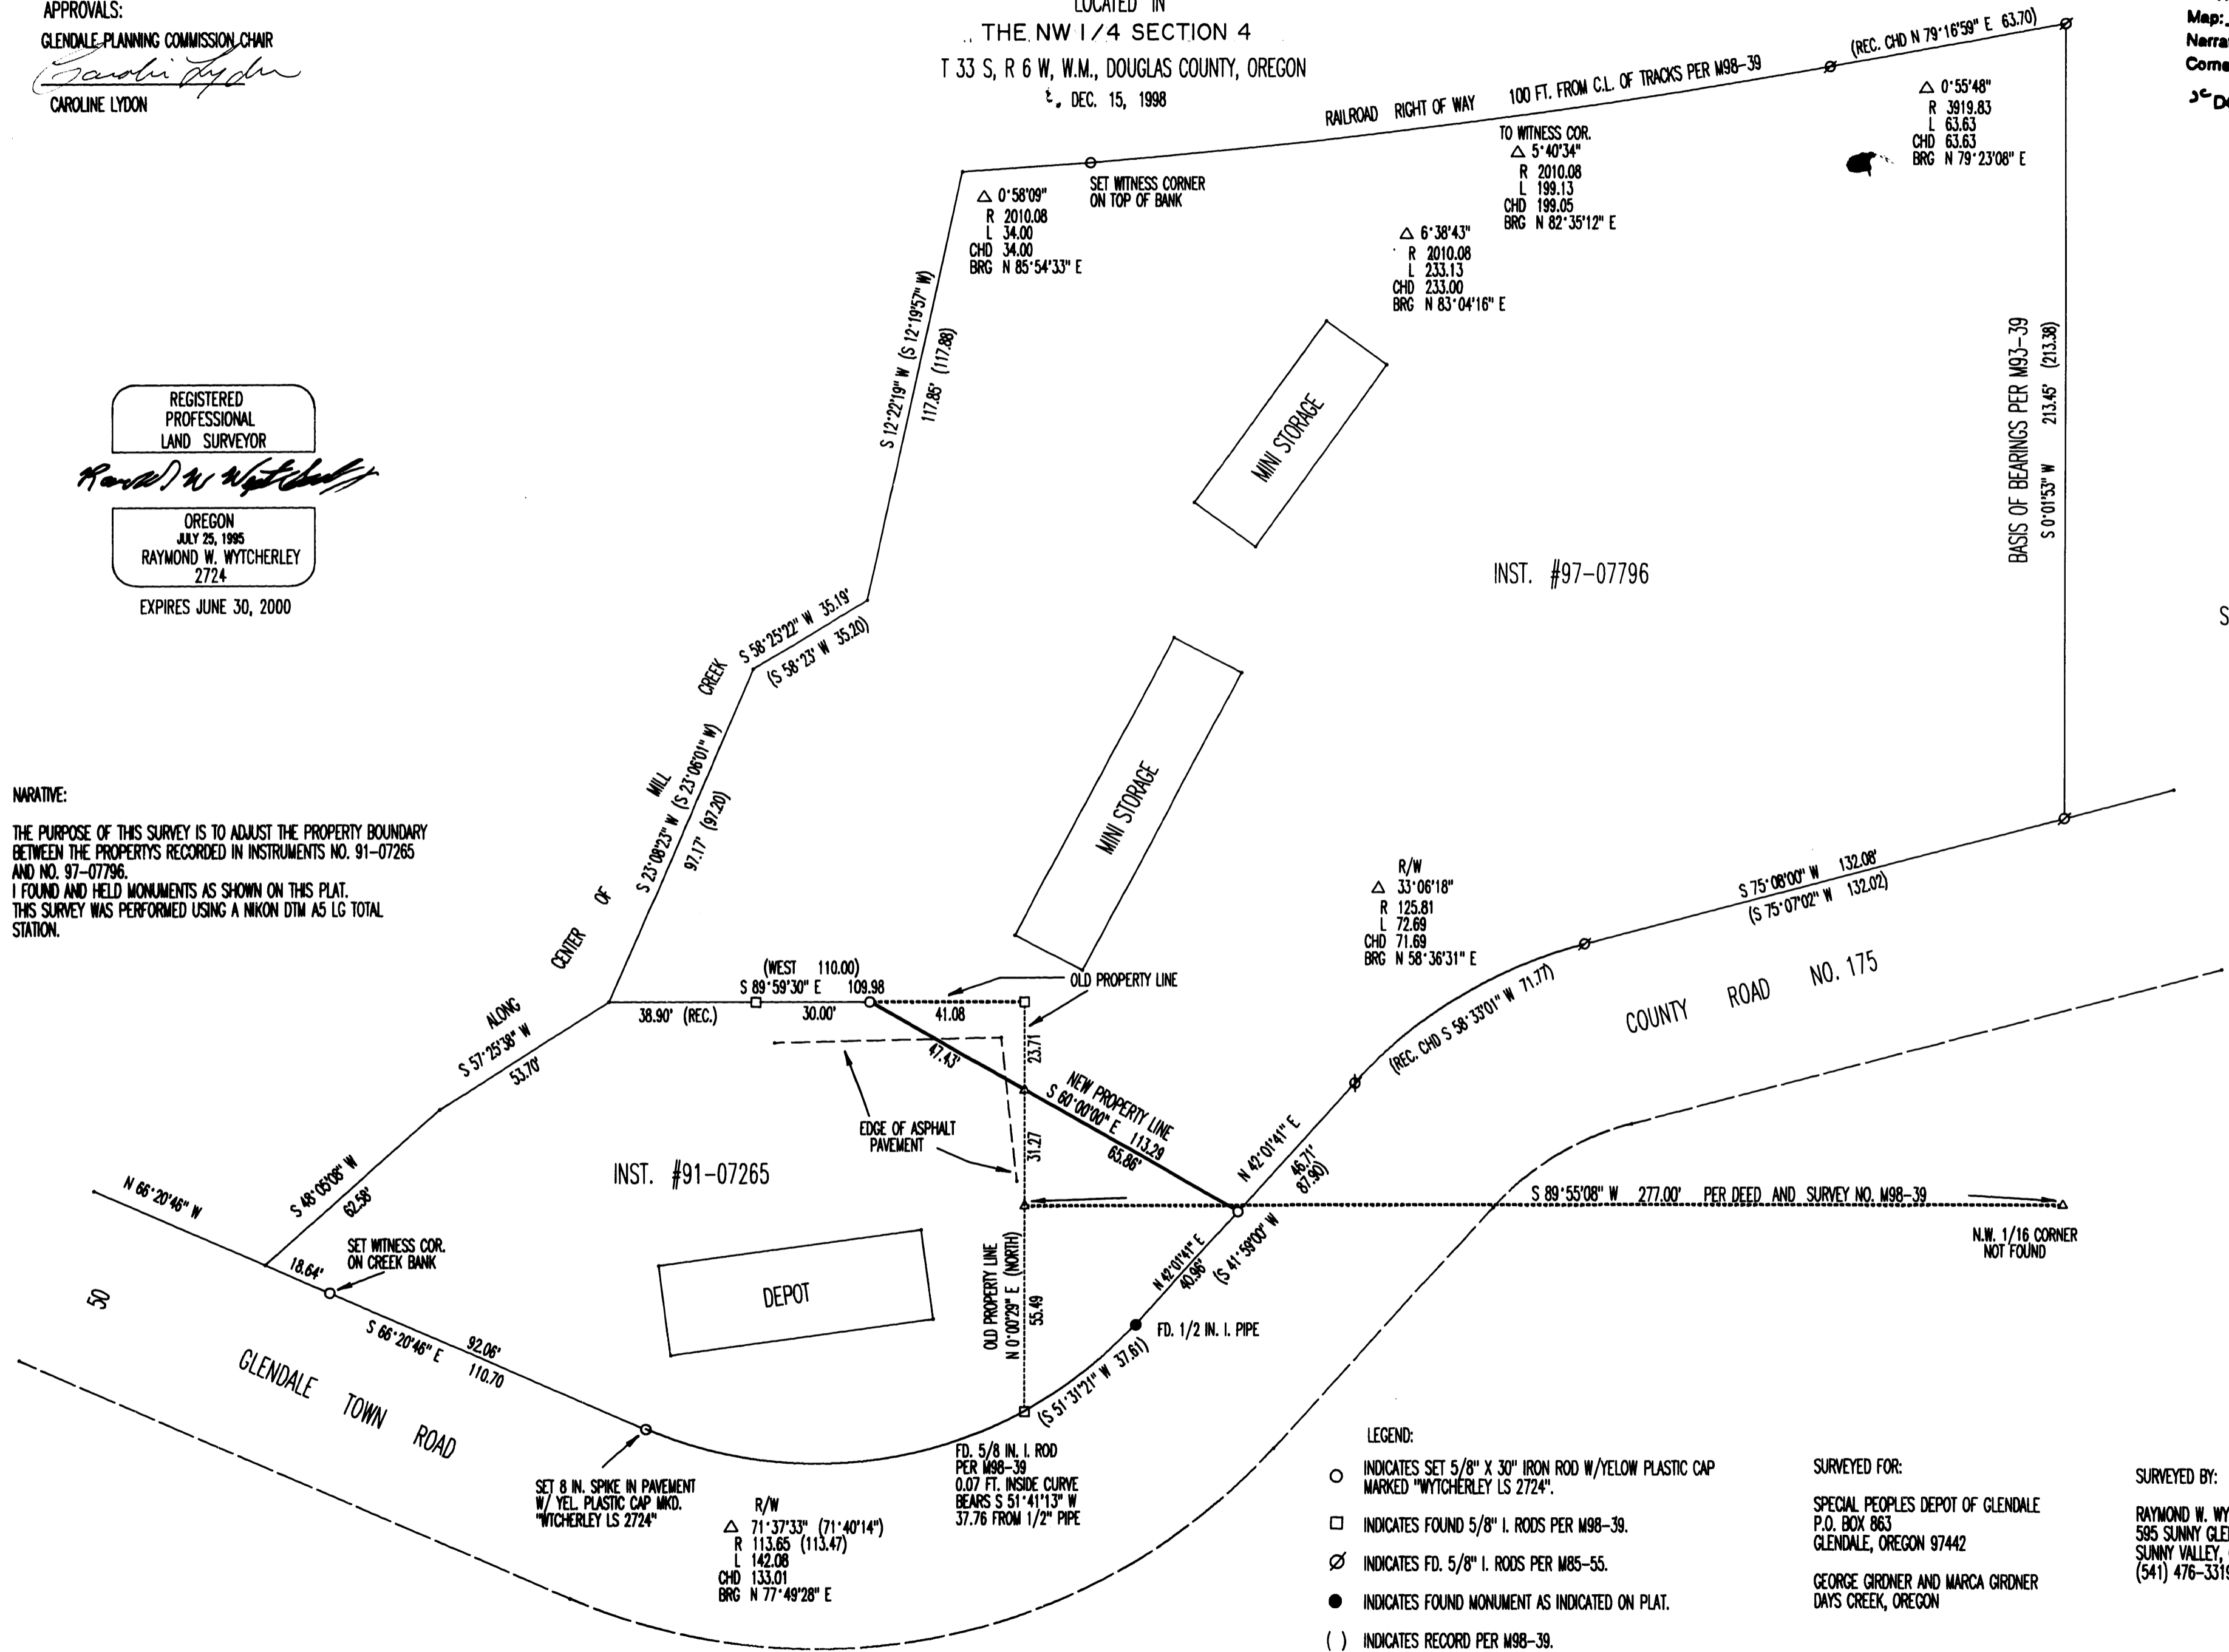 APPROVALS:
GLENDALE PLANNING COMMISSION CHAIR
CAROLINE LYDON
LOCATED IN
THE NW 1/4 SECTION 4
T 33 S, R 6 W, W.M., DOUGLAS COUNTY, OREGON
DEC. 15, 1998
Map:
REGISTERED
PROFESSIONAL
LAND SURVEYOR
OREGON
JULY 25, 1995
RAYMOND W. WYTCHERLEY
2724
EXPIRES JUNE 30, 2000
NARATIVE:
THE PURPOSE OF THIS SURVEY IS TO ADJUST THE PROPERTY BOUNDARY
BETWEEN THE PROPERTYS RECORDED IN INSTRUMENTS NO. 91-07265
AND NO. 97-07796.
I FOUND AND HELD MONUMENTS AS SHOWN ON THIS PLAT.
THIS SURVEY WAS PERFORMED USING A NIKON DTM A5 LG TOTAL
STATION.
(REC. CHD N 79°16'59" E 63.70)
RAILROAD RIGHT OF WAY 100 FT. FROM C.L. OF TRACKS PER M98-39
△ 0°55'48"
R 3919.83
L 63.63
CHD 63.63
BRG N 79°23'08" E
TO WITNESS COR.
△ 5°40'34"
R 2010.08
L 199.13
CHD 199.05
BRG N 82°35'12" E
SET WITNESS CORNER
ON TOP OF BANK
△ 0°58'09"
R 2010.08
L 34.00
CHD 34.00
BRG N 85°54'33" E
△ 6°38'43"
R 2010.08
L 233.13
CHD 233.00
BRG N 83°04'16" E
S 12°22'19" W (S 12°19'57" W)
117.85' (117.88)
MINI STORAGE
BASIS OF BEARINGS PER M93-39
S 0°01'53" W 213.45' (213.38)
INST. #97-07796
S
S 58°25'22" W 35.19'
(S 58°23' W 35.20)
ALONG CENTER OF MILL CREEK
S 23°08'23" W (S 23°06'01" W)
97.17' (97.20)
MINI STORAGE
R/W
△ 33°06'18"
R 125.81
L 72.69
CHD 71.69
BRG N 58°36'31" E
S 75°08'00" W 132.08'
(S 75°07'02" W 132.02)
(REC. CHD S 58°33'01" W 71.77)
COUNTY ROAD NO. 175
(WEST 110.00)
S 89°59'30" E 109.98
38.90' (REC.)
30.00'
41.08
OLD PROPERTY LINE
23.71
47.43'
NEW PROPERTY LINE
S 60°00'00" E 113.29
65.86'
31.27
EDGE OF ASPHALT
PAVEMENT
S 57°25'38" W
53.70'
N 42°01'41" E
46.71'
87.90)
S 48°05'08" W
62.58'
N 66°20'46" W
INST. #91-07265
S 89°55'08" W 277.00' PER DEED AND SURVEY NO. M98-39
N.W. 1/16 CORNER
NOT FOUND
SET WITNESS COR.
ON CREEK BANK
18.64'
50
DEPOT
OLD PROPERTY LINE
N 0°00'29" E (NORTH)
55.49
N 42°01'41" E
40.96'
(S 41°59'00" W
FD. 1/2 IN. I. PIPE
S 66°20'46" E
92.06'
110.70
GLENDALE TOWN ROAD
(S 51°31'21" W 37.61)
SET 8 IN. SPIKE IN PAVEMENT
W/ YEL. PLASTIC CAP MKD.
"WTCHERLEY LS 2724"
FD. 5/8 IN. I. ROD
PER M98-39
0.07 FT. INSIDE CURVE
BEARS S 51°41'13" W
37.76 FROM 1/2" PIPE
R/W
△ 71°37'33" (71°40'14")
R 113.65 (113.47)
L 142.08
CHD 133.01
BRG N 77°49'28" E
LEGEND:
INDICATES SET 5/8" X 30" IRON ROD W/YELOW PLASTIC CAP
MARKED "WYTCHERLEY LS 2724".
INDICATES FOUND 5/8" I. RODS PER M98-39.
INDICATES FD. 5/8" I. RODS PER M85-55.
INDICATES FOUND MONUMENT AS INDICATED ON PLAT.
( ) INDICATES RECORD PER M98-39.
SURVEYED FOR:
SPECIAL PEOPLES DEPOT OF GLENDALE
P.O. BOX 863
GLENDALE, OREGON 97442
GEORGE GIRDNER AND MARCA GIRDNER
DAYS CREEK, OREGON
SURVEYED BY:
RAYMOND W. WY
595 SUNNY GLE
SUNNY VALLEY,
(541) 476-3319